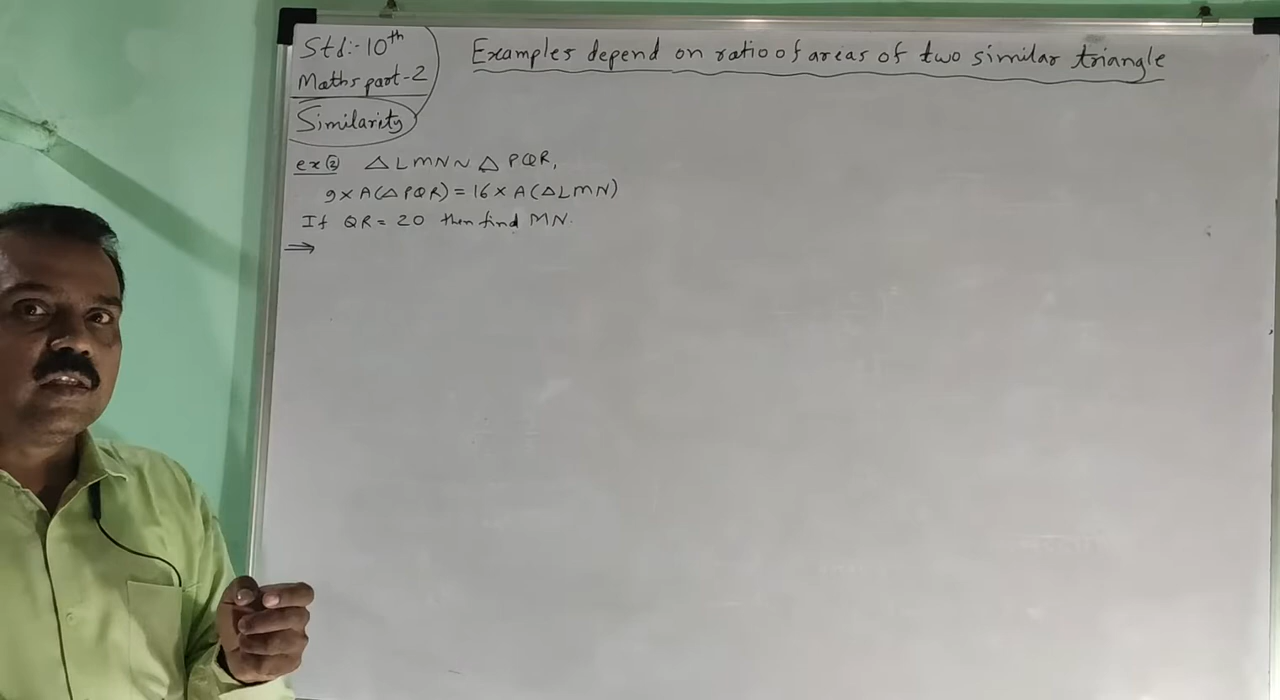 Std:- 10th
Maths part-2
Similarity
Examples depend on ratio of areas of two similar triangle
ex② △LMN ~ △PQR,
9 × A(△PQR) = 16 × A(△LMN)
If QR = 20 then find MN.
⇒